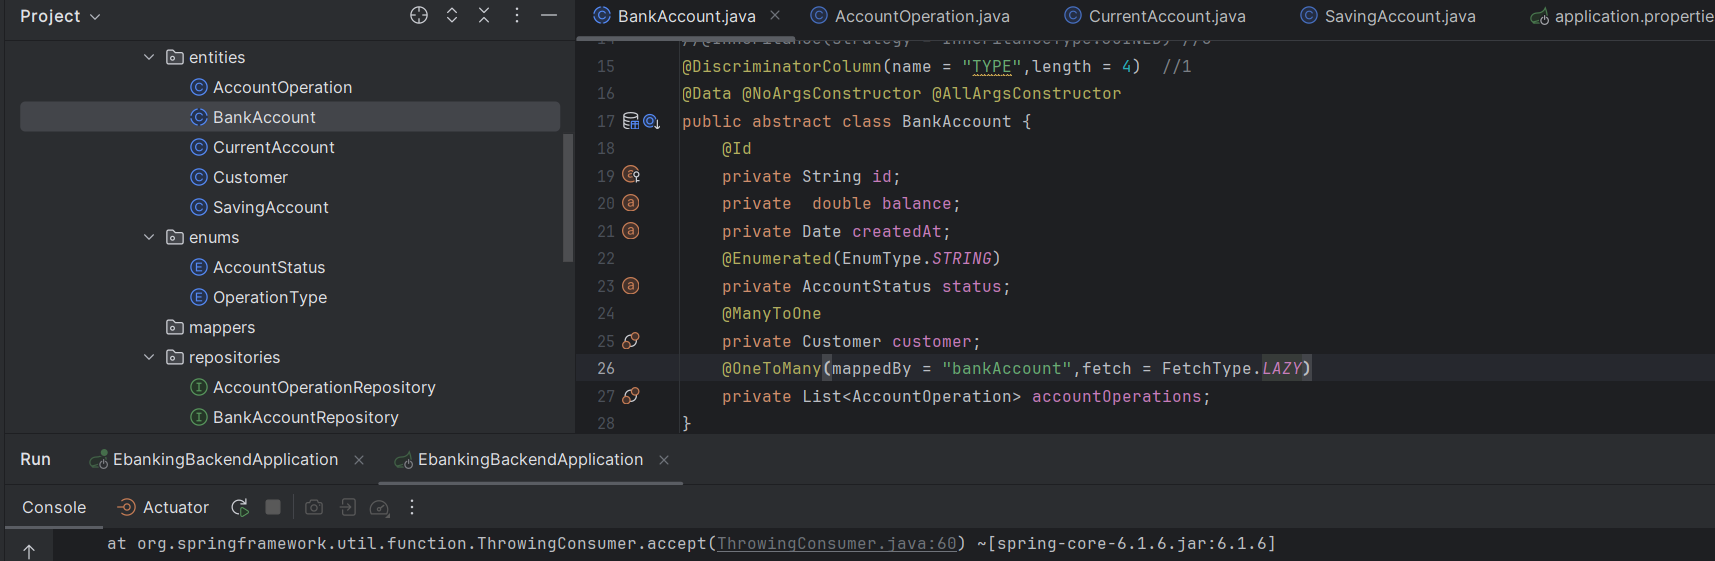 Project
entities
AccountOperation
BankAccount
CurrentAccount
Customer
SavingAccount
enums
AccountStatus
OperationType
mappers
repositories
AccountOperationRepository
BankAccountRepository
BankAccount.java
AccountOperation.java
CurrentAccount.java
SavingAccount.java
application.propertie
15 @DiscriminatorColumn(name = "TYPE",length = 4) //1
16 @Data @NoArgsConstructor @AllArgsConstructor
17 public abstract class BankAccount {
18 @Id
19 private String id;
20 private double balance;
21 private Date createdAt;
22 @Enumerated(EnumType.STRING)
23 private AccountStatus status;
24 @ManyToOne
25 private Customer customer;
26 @OneToMany(mappedBy = "bankAccount",fetch = FetchType.LAZY)
27 private List<AccountOperation> accountOperations;
28 }
Run
EbankingBackendApplication
EbankingBackendApplication
Console
Actuator
at org.springframework.util.function.ThrowingConsumer.accept(ThrowingConsumer.java:60) ~[spring-core-6.1.6.jar:6.1.6]